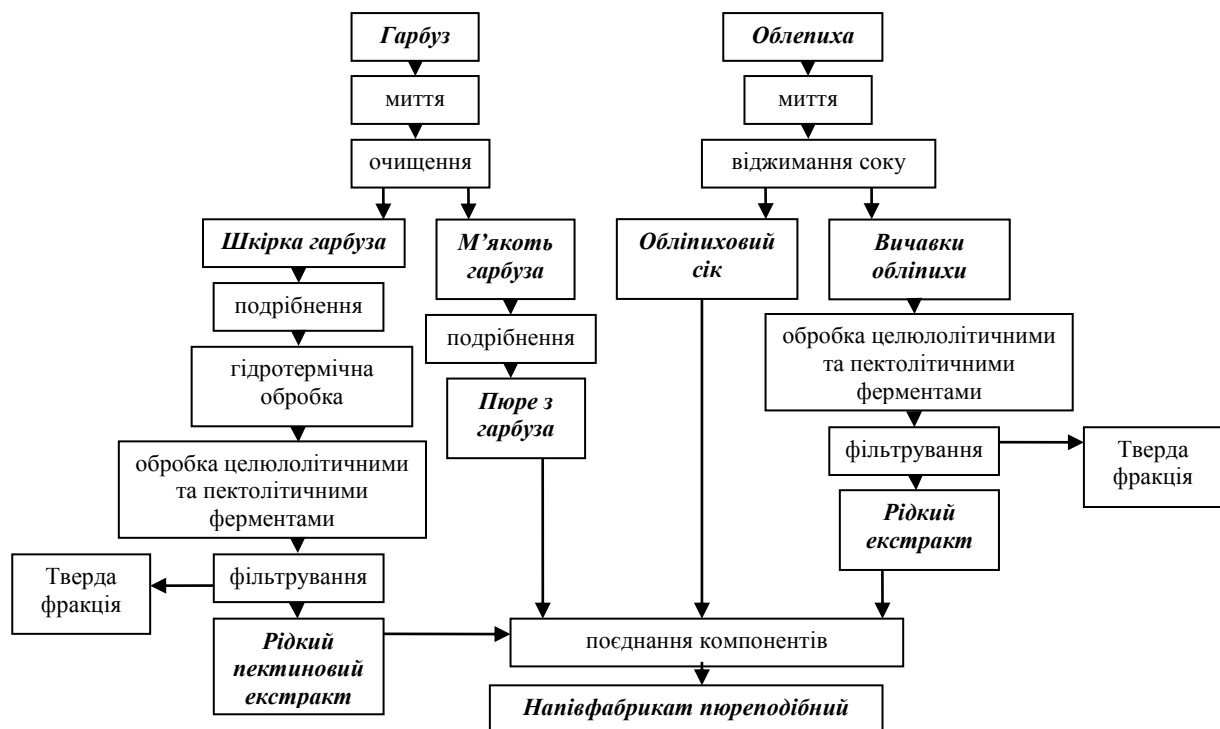 Гарбуз
Облепиха
миття
миття
очищення
віджимання соку
Шкірка гарбуза
М’якоть
гарбуза
Обліпиховий
сік
Вичавки
обліпихи
подрібнення
подрібнення
обробка целюлолітичними
та пектолітичними
ферментами
гідротермічна
обробка
Пюре з
гарбуза
фільтрування
Тверда
фракція
обробка целюлолітичними
та пектолітичними
ферментами
Рідкий
екстракт
Тверда
фракція
фільтрування
Рідкий
пектиновий
екстракт
поєднання компонентів
Напівфабрикат пюреподібний